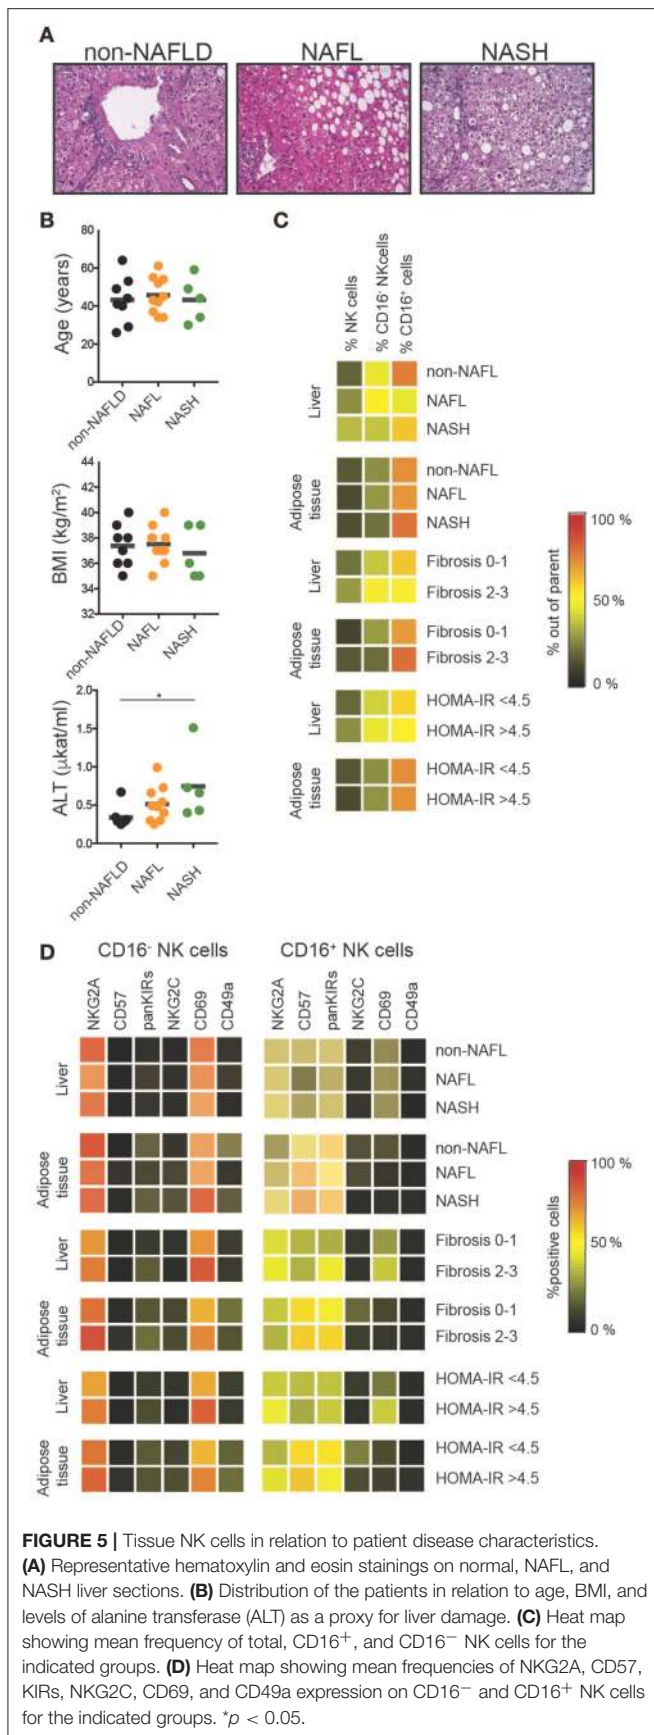 A
non-NAFLD
NAFL
NASH
B
80
60
40
20
0
Age (years)
non-NAFLD
NAFL
NASH
44
42
40
38
36
34
32
BMI (kg/m²)
non-NAFLD
NAFL
NASH
*
2.0
1.5
1.0
0.5
0.0
ALT (µkat/ml)
non-NAFLD
NAFL
NASH
C
% NK cells
% CD16⁻ NKcells
% CD16⁺ cells
Liver
non-NAFL
NAFL
NASH
Adipose
tissue
non-NAFL
NAFL
NASH
Liver
Fibrosis 0-1
Fibrosis 2-3
Adipose
tissue
Fibrosis 0-1
Fibrosis 2-3
Liver
HOMA-IR <4.5
HOMA-IR >4.5
Adipose
tissue
HOMA-IR <4.5
HOMA-IR >4.5
% out of parent
100 %
50 %
0 %
D
CD16⁻ NK cells
CD16⁺ NK cells
NKG2A
CD57
panKIRs
NKG2C
CD69
CD49a
NKG2A
CD57
panKIRs
NKG2C
CD69
CD49a
Liver
non-NAFL
NAFL
NASH
Adipose
tissue
non-NAFL
NAFL
NASH
Liver
Fibrosis 0-1
Fibrosis 2-3
Adipose
tissue
Fibrosis 0-1
Fibrosis 2-3
Liver
HOMA-IR <4.5
HOMA-IR >4.5
Adipose
tissue
HOMA-IR <4.5
HOMA-IR >4.5
%positive cells
100 %
50 %
0 %
FIGURE 5 | Tissue NK cells in relation to patient disease characteristics.
(A) Representative hematoxylin and eosin stainings on normal, NAFL, and
NASH liver sections. (B) Distribution of the patients in relation to age, BMI, and
levels of alanine transferase (ALT) as a proxy for liver damage. (C) Heat map
showing mean frequency of total, CD16+, and CD16− NK cells for the
indicated groups. (D) Heat map showing mean frequencies of NKG2A, CD57,
KIRs, NKG2C, CD69, and CD49a expression on CD16− and CD16+ NK cells
for the indicated groups. *p < 0.05.